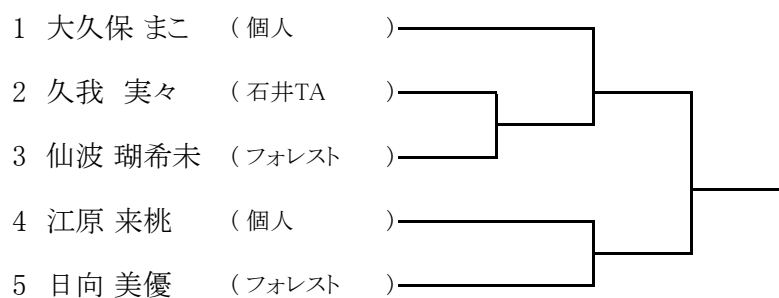 1 大久保 まこ （ 個人 ）
2 久我 実々 （ 石井TA ）
3 仙波 瑚希未 （ フォレスト ）
4 江原 来桃 （ 個人 ）
5 日向 美優 （ フォレスト ）